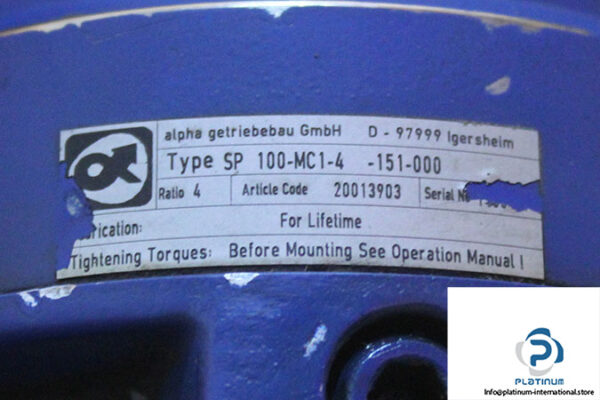 alpha getriebebau GmbH D - 97999 Igersheim
Type SP 100-MC1-4 -151-000
Ratio 4 Article Code 20013903 Serial
For Lifetime
Tightening Torques: Before Mounting See Operation Manual !
PLATINUM
Info@platinum-international.store